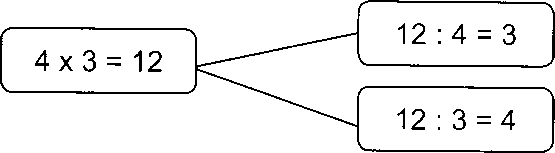 4 x 3 = 12
12 : 4 = 3
12 : 3 = 4